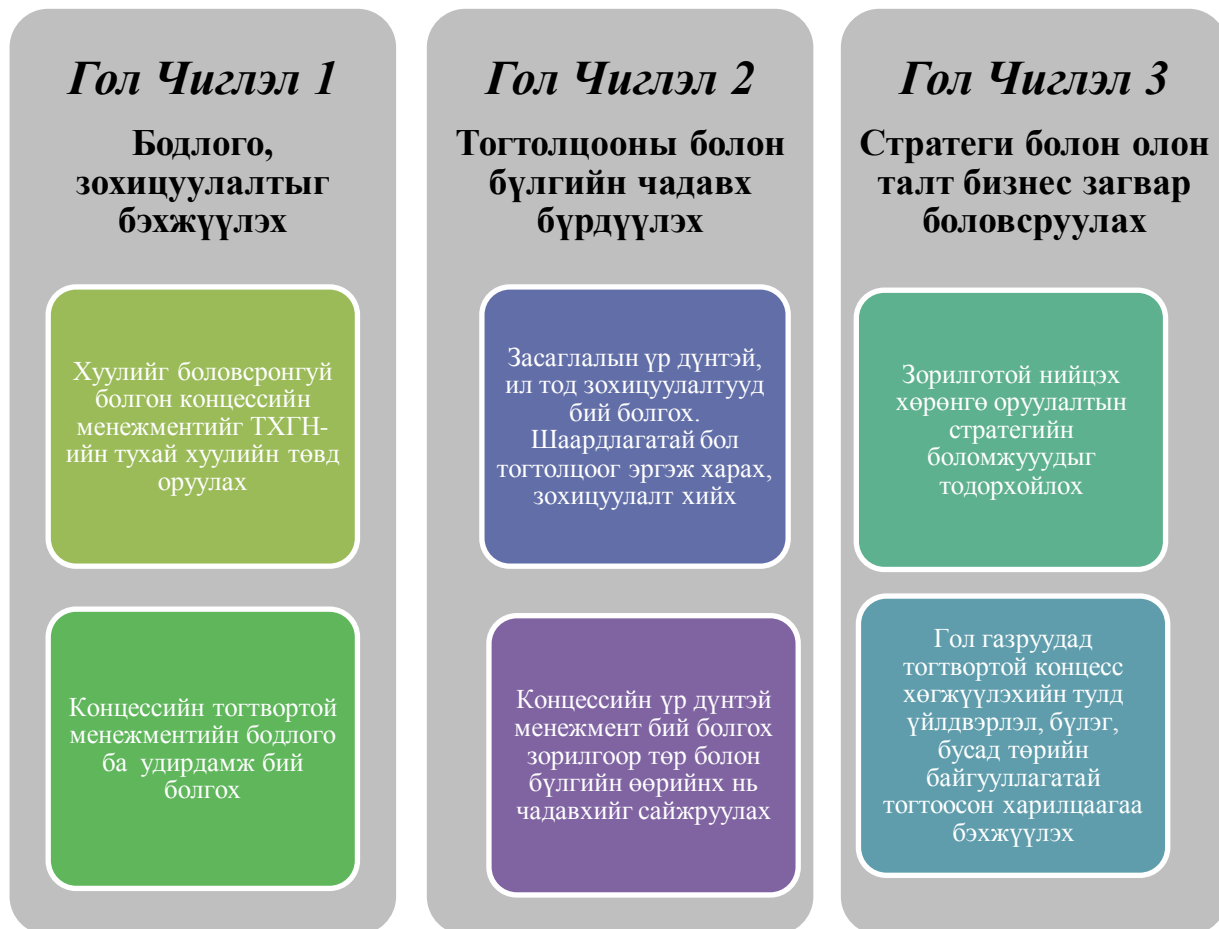 Гол Чиглэл 1
Бодлого,
зохицуулалтыг
бэхжүүлэх
Хуулийг боловсронгуй
болгон концессийн
менежментийг ТХГН-
ийн тухай хуулийн төвд
оруулах
Концессийн тогтвортой
менежментийн бодлого
ба удирдамж бий
болгох
Гол Чиглэл 2
Тогтолцооны болон
бүлгийн чадавх
бүрдүүлэх
Засаглалын үр дүнтэй,
ил тод зохицуулалтууд
бий болгох.
Шаардлагатай бол
тогтолцоог эргэж харах,
зохицуулалт хийх
Концессийн үр дүнтэй
менежмент бий болгох
зорилгоор төр болон
бүлгийн өөрийнх нь
чадавхийг сайжруулах
Гол Чиглэл 3
Стратеги болон олон
талт бизнес загвар
боловсруулах
Зорилготой нийцэх
хөрөнгө оруулалтын
стратегийн
боломжууудыг
тодорхойлох
Гол газруудад
тогтвортой концесс
хөгжүүлэхийн тулд
үйлдвэрлэл, бүлэг,
бусад төрийн
байгууллагатай
тогтоосон харилцаагаа
бэхжүүлэх